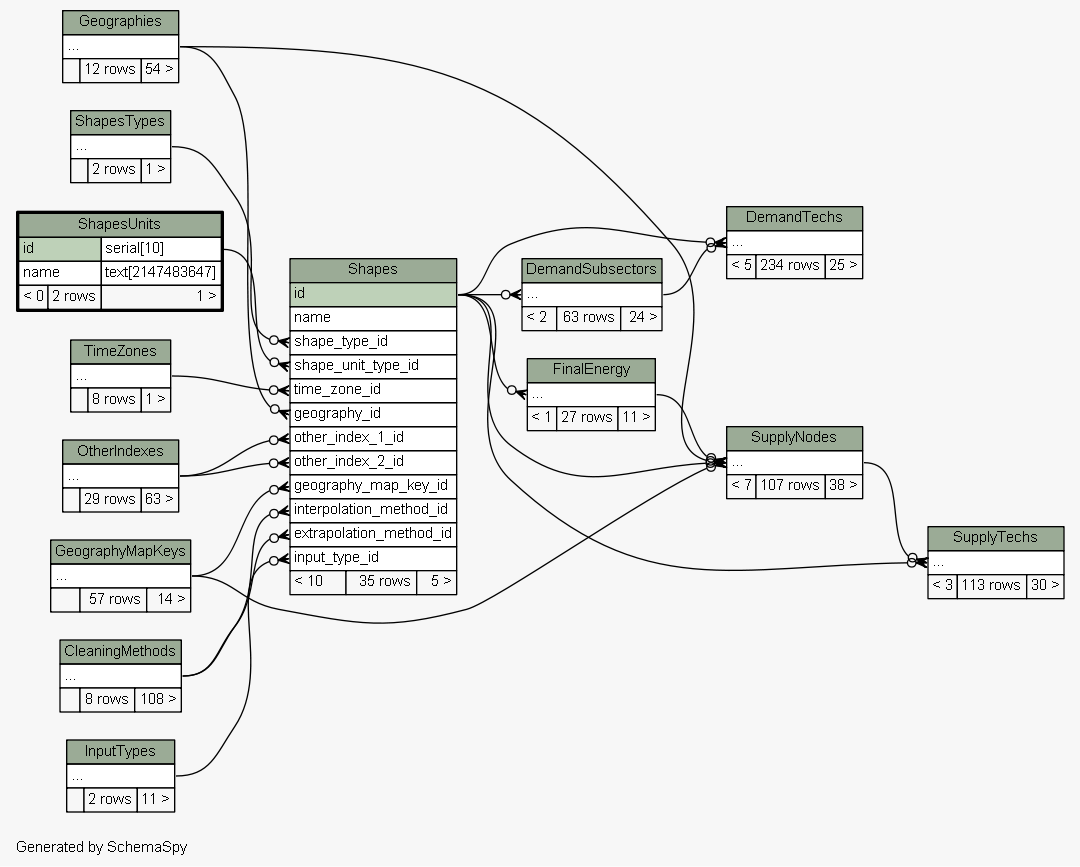 Geographies
...
12 rows 54 >
ShapesTypes
...
2 rows 1 >
ShapesUnits
id serial[10]
name text[2147483647]
< 0 2 rows 1 >
TimeZones
...
8 rows 1 >
OtherIndexes
...
29 rows 63 >
GeographyMapKeys
...
57 rows 14 >
CleaningMethods
...
8 rows 108 >
InputTypes
...
2 rows 11 >
Shapes
id
name
shape_type_id
shape_unit_type_id
time_zone_id
geography_id
other_index_1_id
other_index_2_id
geography_map_key_id
interpolation_method_id
extrapolation_method_id
input_type_id
< 10 35 rows 5 >
DemandSubsectors
...
< 2 63 rows 24 >
FinalEnergy
...
< 1 27 rows 11 >
DemandTechs
...
< 5 234 rows 25 >
SupplyNodes
...
< 7 107 rows 38 >
SupplyTechs
...
< 3 113 rows 30 >
Generated by SchemaSpy